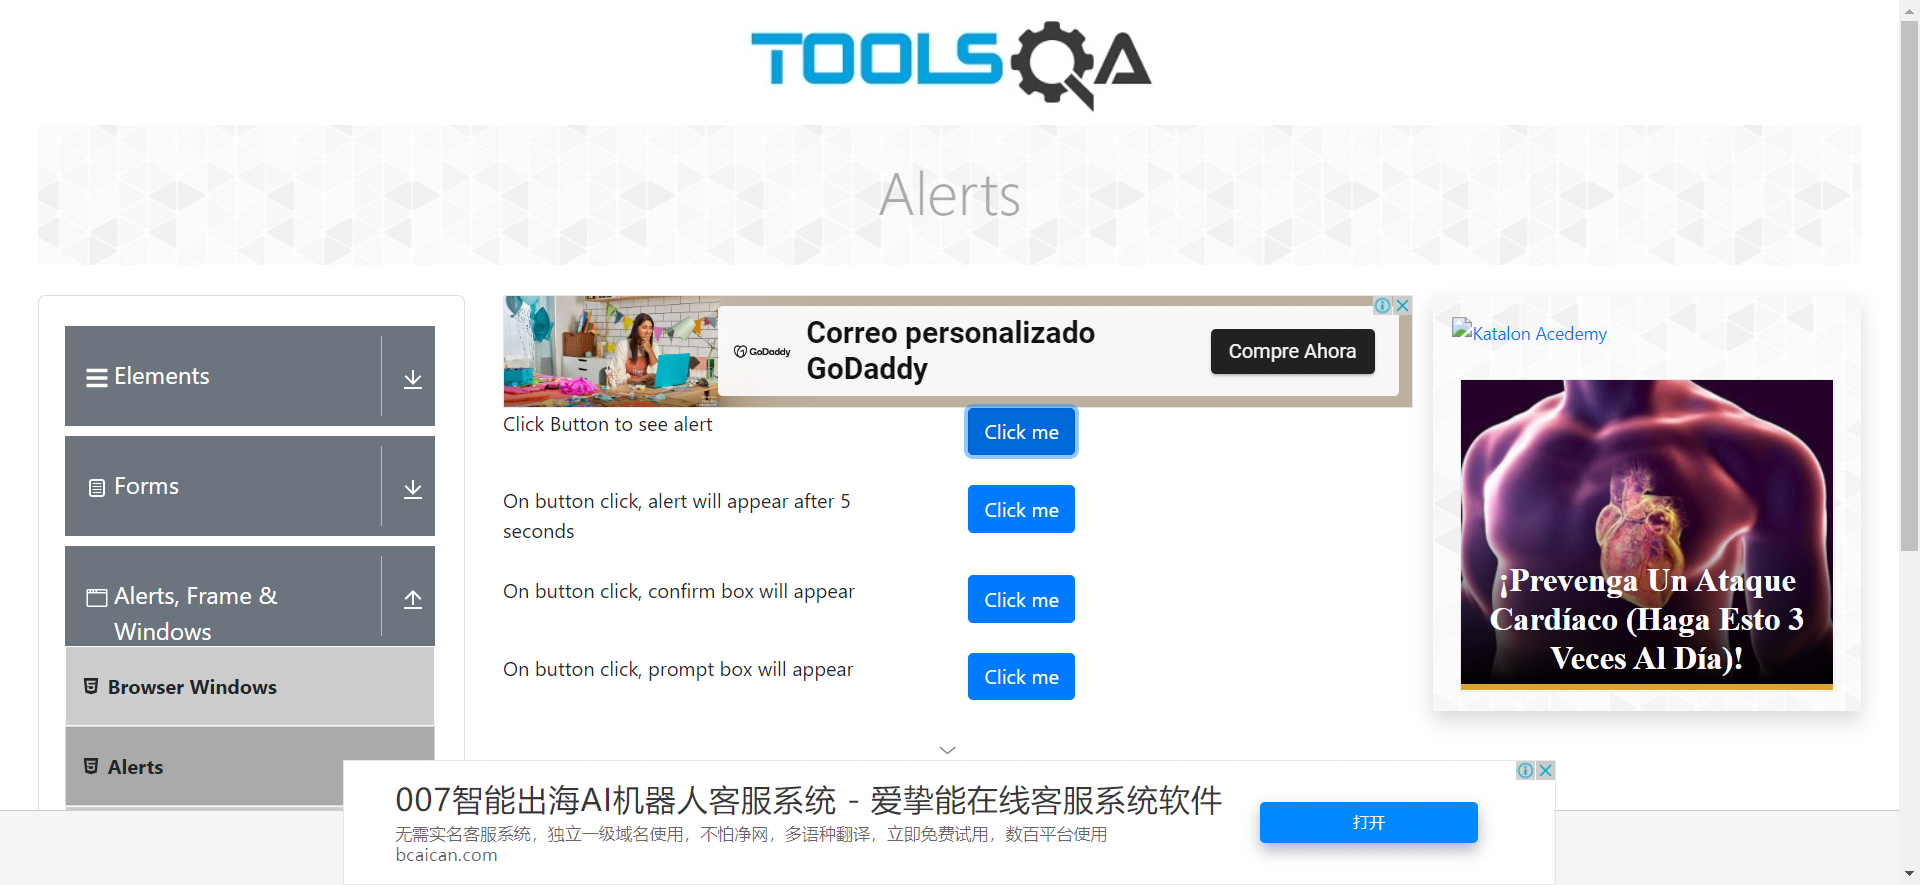 TOOLSQA
Alerts
Elements
Forms
Alerts, Frame &
Windows
Browser Windows
Alerts
GoDaddy
Correo personalizado
GoDaddy
Compre Ahora
Click Button to see alert
Click me
On button click, alert will appear after 5
seconds
Click me
On button click, confirm box will appear
Click me
On button click, prompt box will appear
Click me
Katalon Acedemy
¡Prevenga Un Ataque
Cardíaco (Haga Esto 3
Veces Al Día)!
007智能出海AI机器人客服系统 - 爱挚能在线客服系统软件
无需实名客服系统，独立一级域名使用，不怕净网，多语种翻译，立即免费试用，数百平台使用
bcaican.com
打开